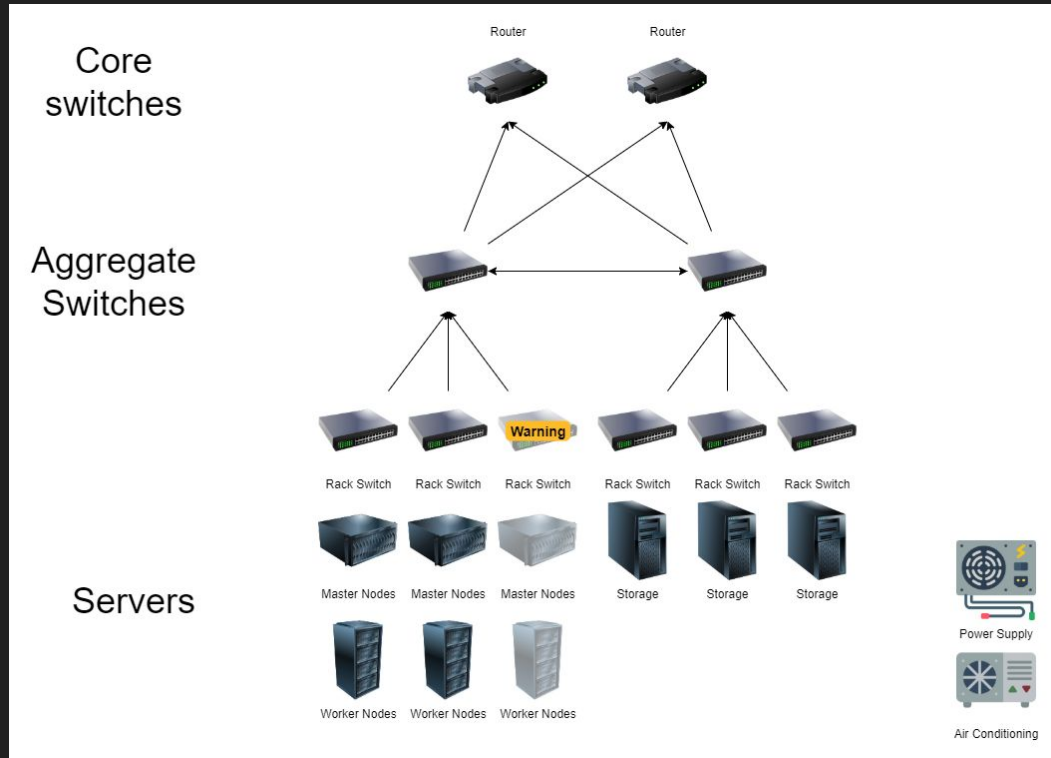 Router Router
Core
switches
Aggregate
Switches
Warning
Rack Switch Rack Switch Rack Switch Rack Switch Rack Switch Rack Switch
Servers
Master Nodes Master Nodes Master Nodes Storage Storage Storage
Power Supply
Worker Nodes Worker Nodes Worker Nodes
Air Conditioning